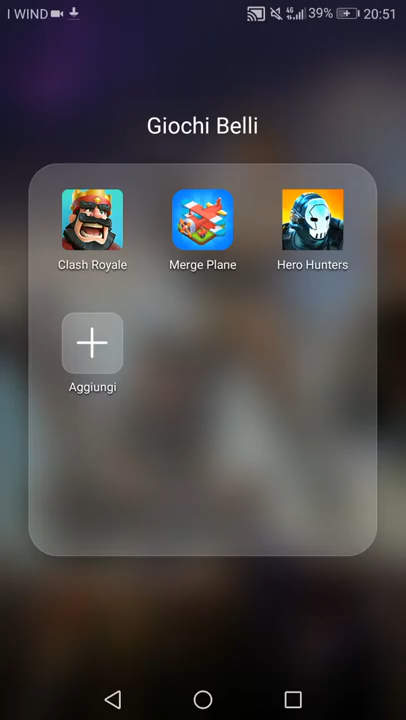 I WIND 4G 39% 20:51
Giochi Belli
Clash Royale Merge Plane Hero Hunters
Aggiungi